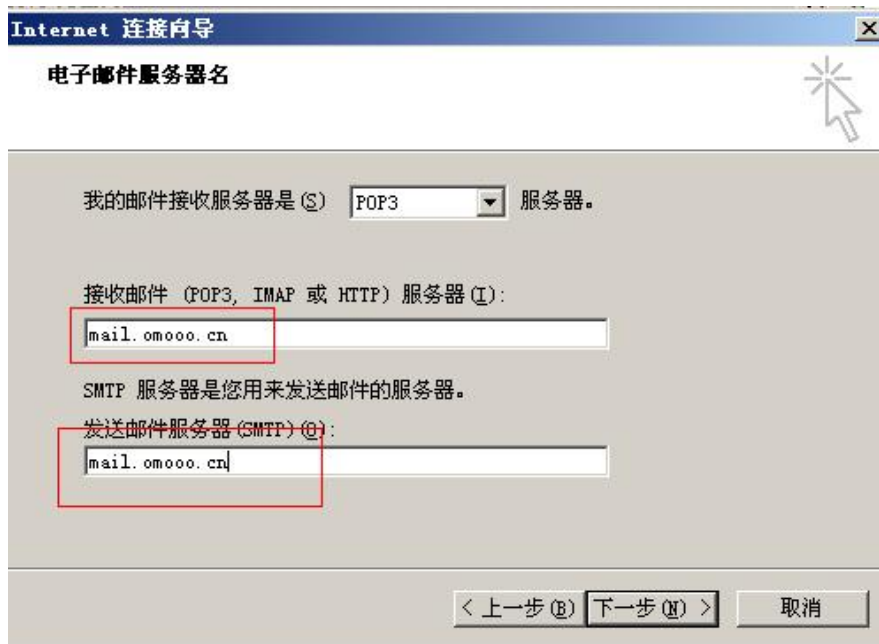 Internet 连接向导
电子邮件服务器名
我的邮件接收服务器是(S) POP3 服务器。
接收邮件 (POP3, IMAP 或 HTTP) 服务器(I):
mail.omooo.cn
SMTP 服务器是您用来发送邮件的服务器。
发送邮件服务器(SMTP)(O):
mail.omooo.cn
< 上一步(B) 下一步(N) > 取消